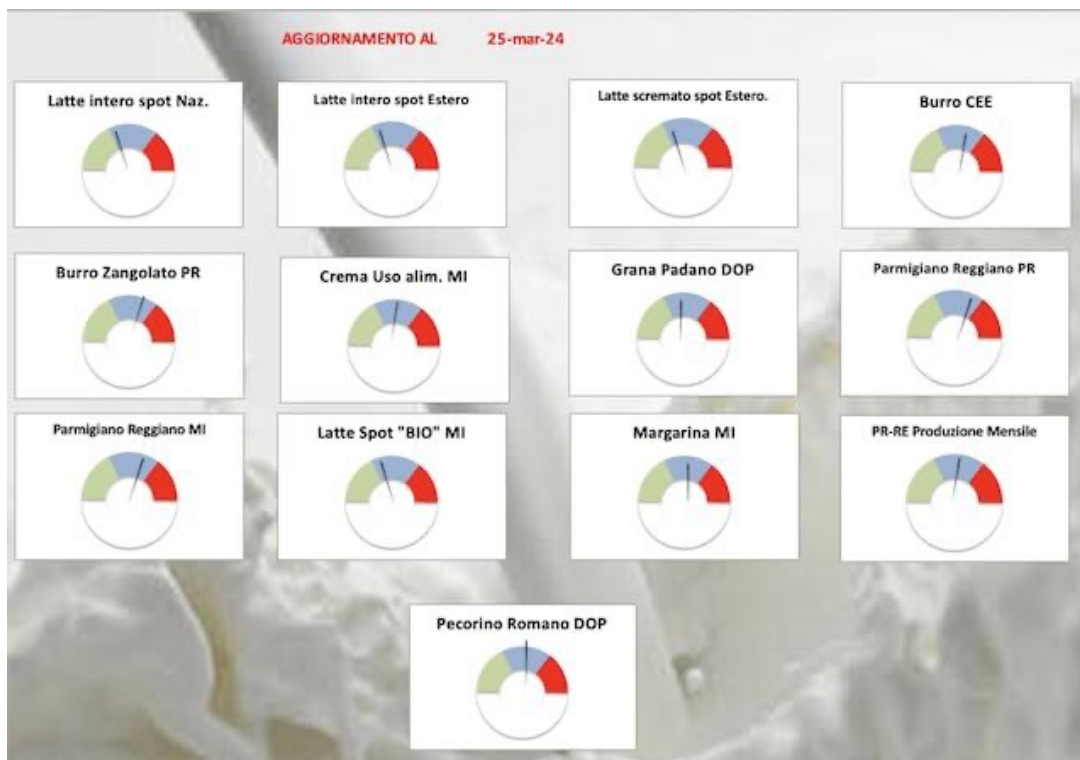 AGGIORNAMENTO AL 25-mar-24
Latte intero spot Naz.
Latte intero spot Estero
Latte scremato spot Estero.
Burro CEE
Burro Zangolato PR
Crema Uso alim. MI
Grana Padano DOP
Parmigiano Reggiano PR
Parmigiano Reggiano MI
Latte Spot "BIO" MI
Margarina MI
PR-RE Produzione Mensile
Pecorino Romano DOP